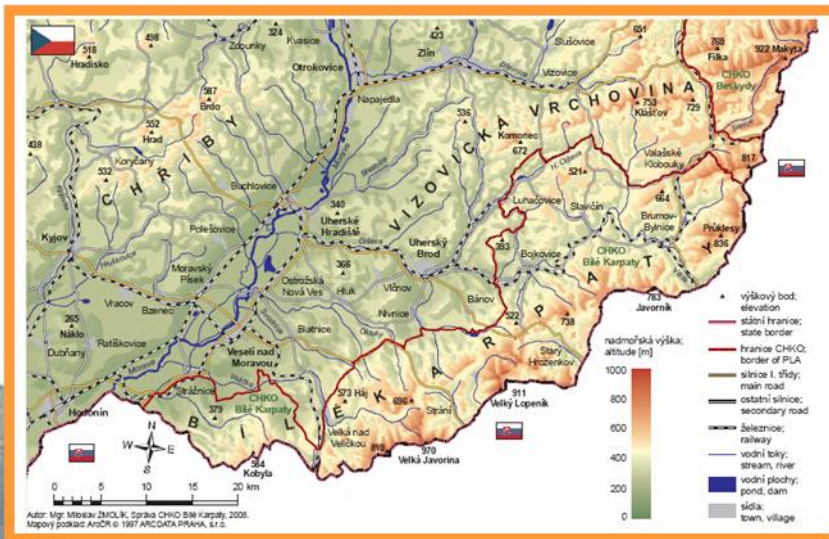 324
Kvasice
423
Slušovice
651
769
Filka
922 Makyta
498
518
Hradisko
Zdounky
Otrokovice
Zlín
Vizovice
CHKO
Beskydy
587
Brdo
Napajedla
VIZOVICKÁ VRCHOVINA
753
Klášťov
729
438
552
Hrad
Koryčany
532
CHŘIBY
536
Komonec
672
Valašské
Klobouky
817
Buchlovice
H. Olšava
521
Luhačovice
Slavičín
664
Brumov-
Bylnice
Průklesy
836
Kyjov
Polešovice
340
Uherské
Hradiště
Olšava
Uherský
Brod
393
Bojkovice
CHKO
Bílé Karpaty
Hruškovice
Moravský
Písek
366
Hluk
Ostrožská
Nová Ves
Vlčnov
Nivnice
Bánov
783
Javorník
265
Náklo
Vracov
Bzenec
Ratíškovice
Dubňany
Blatnice
Okluky
522
738
Starý
Hrozenkov
Veselí nad
Moravou
Morava
Strážnice
379
CHKO
Bílé Karpaty
573 Háj
696
Strání
911
Velký Lopeník
Hodonín
BÍLÉ KARPATY
Velká nad
Veličkou
819
970
Velká Javorina
584
Kobyla
N
W E
S
0 5 10 20 km
Autor: Mgr. Miloslav ŽMOLÍK, Správa CHKO Bílé Karpaty, 2008.
Mapový podklad: ArcČR © 1997 ARCDATA PRAHA, s.r.o.
nadmořská výška;
altitude [m]
1000
800
600
400
200
0
výškový bod;
elevation
státní hranice;
state border
hranice CHKO;
border of PLA
silnice I. třídy;
main road
ostatní silnice;
secondary road
železnice;
railway
vodní toky;
stream, river
vodní plochy;
pond, dam
sídla;
town, village